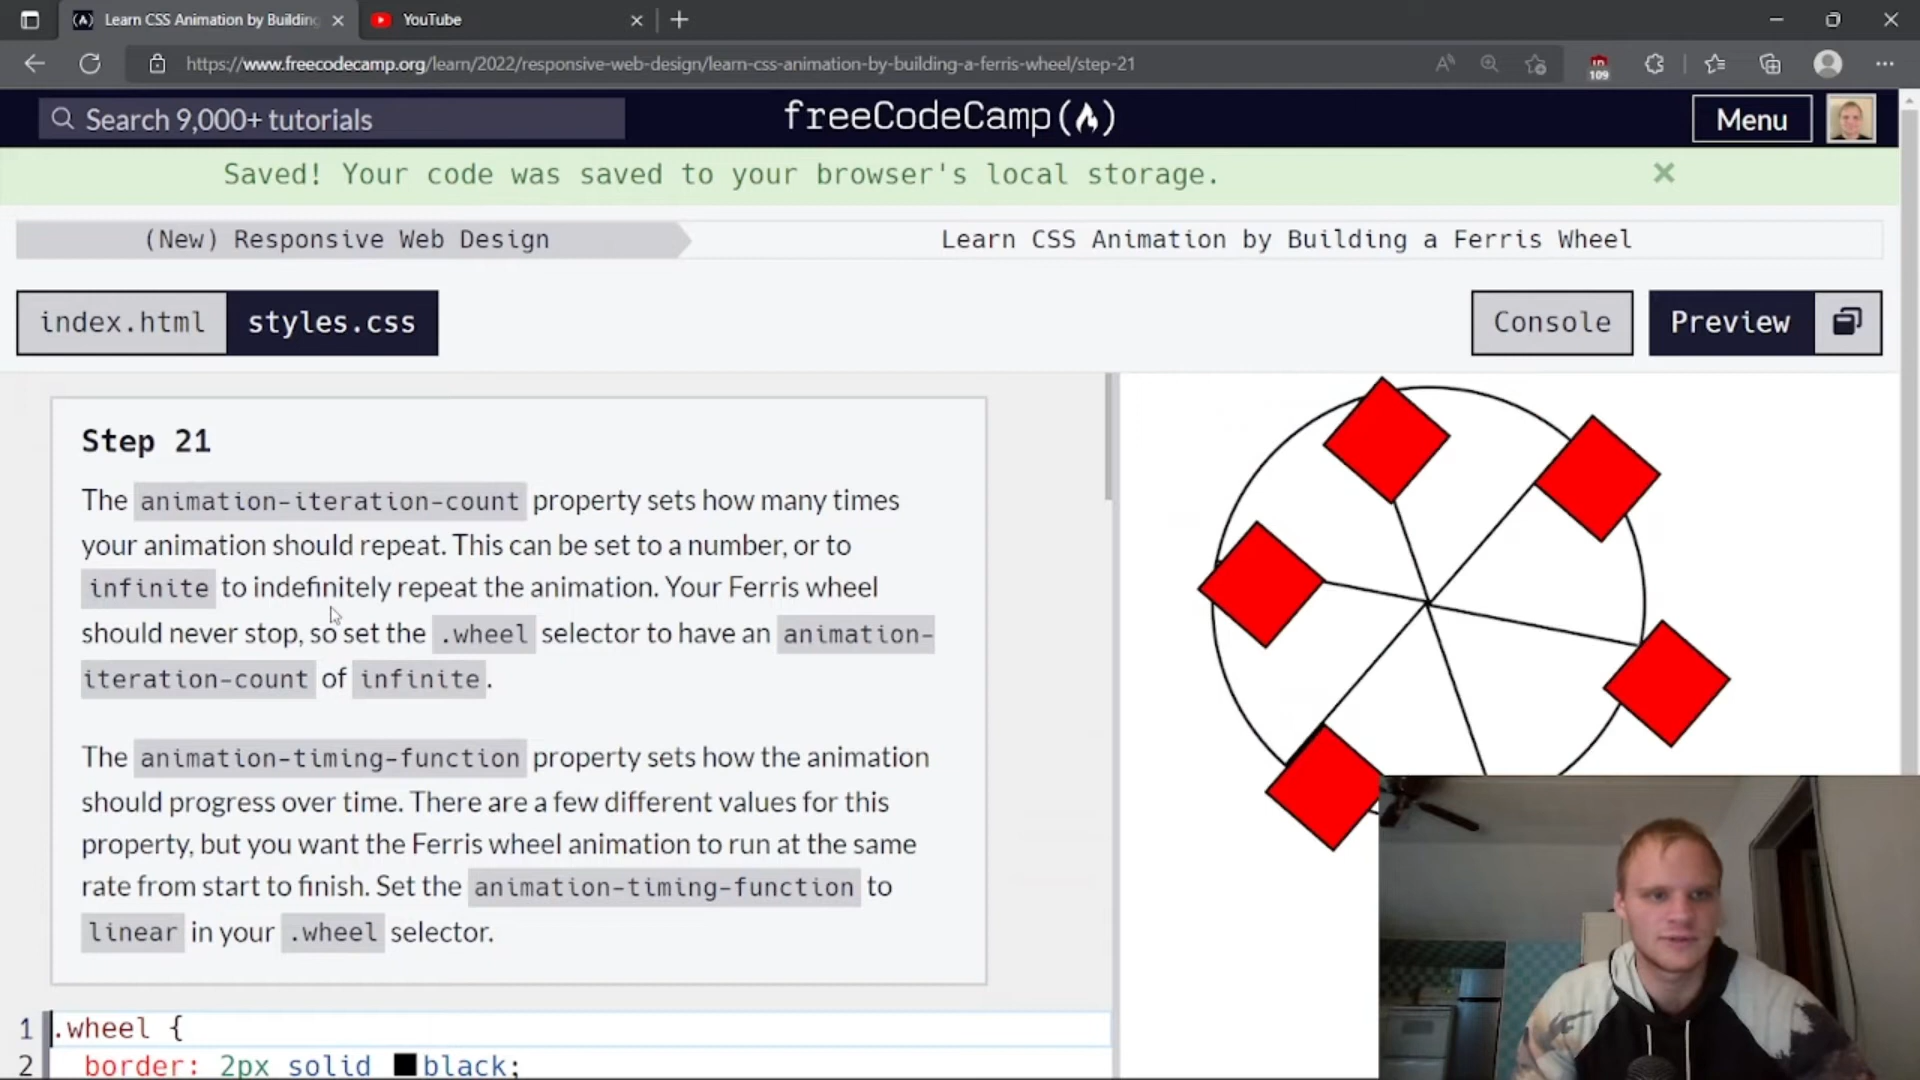 Learn CSS Animation by Building
YouTube
https://www.freecodecamp.org/learn/2022/responsive-web-design/learn-css-animation-by-building-a-ferris-wheel/step-21
109
Search 9,000+ tutorials
freeCodeCamp(🔥)
Menu
Saved! Your code was saved to your browser's local storage.
(New) Responsive Web Design
Learn CSS Animation by Building a Ferris Wheel
index.html
styles.css
Console
Preview
Step 21
The animation-iteration-count property sets how many times
your animation should repeat. This can be set to a number, or to
infinite to indefinitely repeat the animation. Your Ferris wheel
should never stop, so set the .wheel selector to have an animation-
iteration-count of infinite.
The animation-timing-function property sets how the animation
should progress over time. There are a few different values for this
property, but you want the Ferris wheel animation to run at the same
rate from start to finish. Set the animation-timing-function to
linear in your .wheel selector.
1 .wheel {
2 border: 2px solid black;